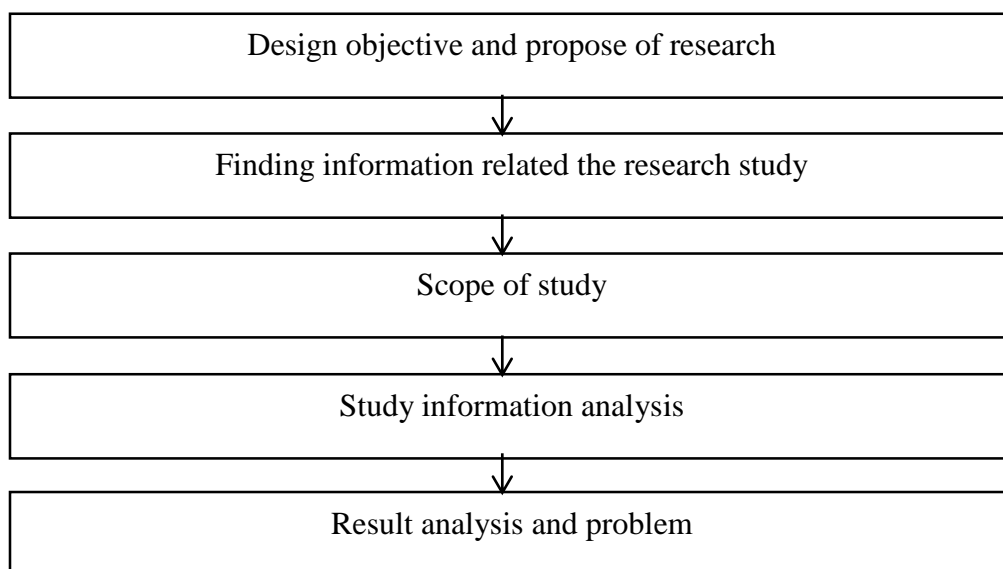 Design objective and propose of research
Finding information related the research study
Scope of study
Study information analysis
Result analysis and problem